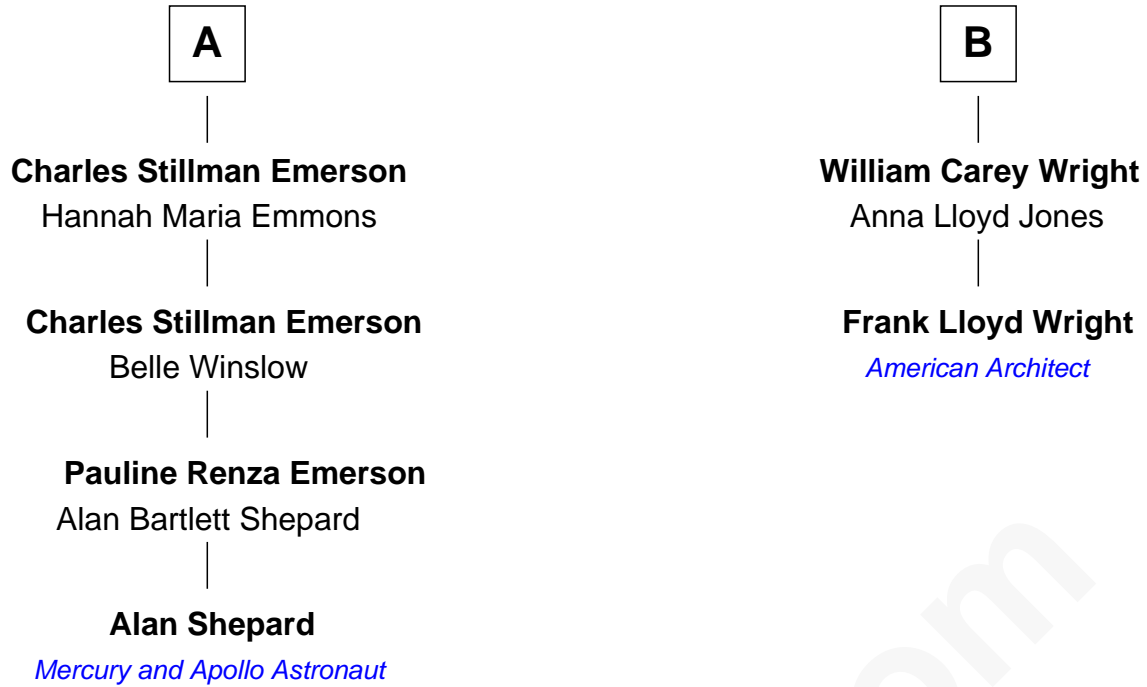 A
Charles Stillman Emerson
Hannah Maria Emmons
Charles Stillman Emerson
Belle Winslow
Pauline Renza Emerson
Alan Bartlett Shepard
Alan Shepard
Mercury and Apollo Astronaut
B
William Carey Wright
Anna Lloyd Jones
Frank Lloyd Wright
American Architect
om